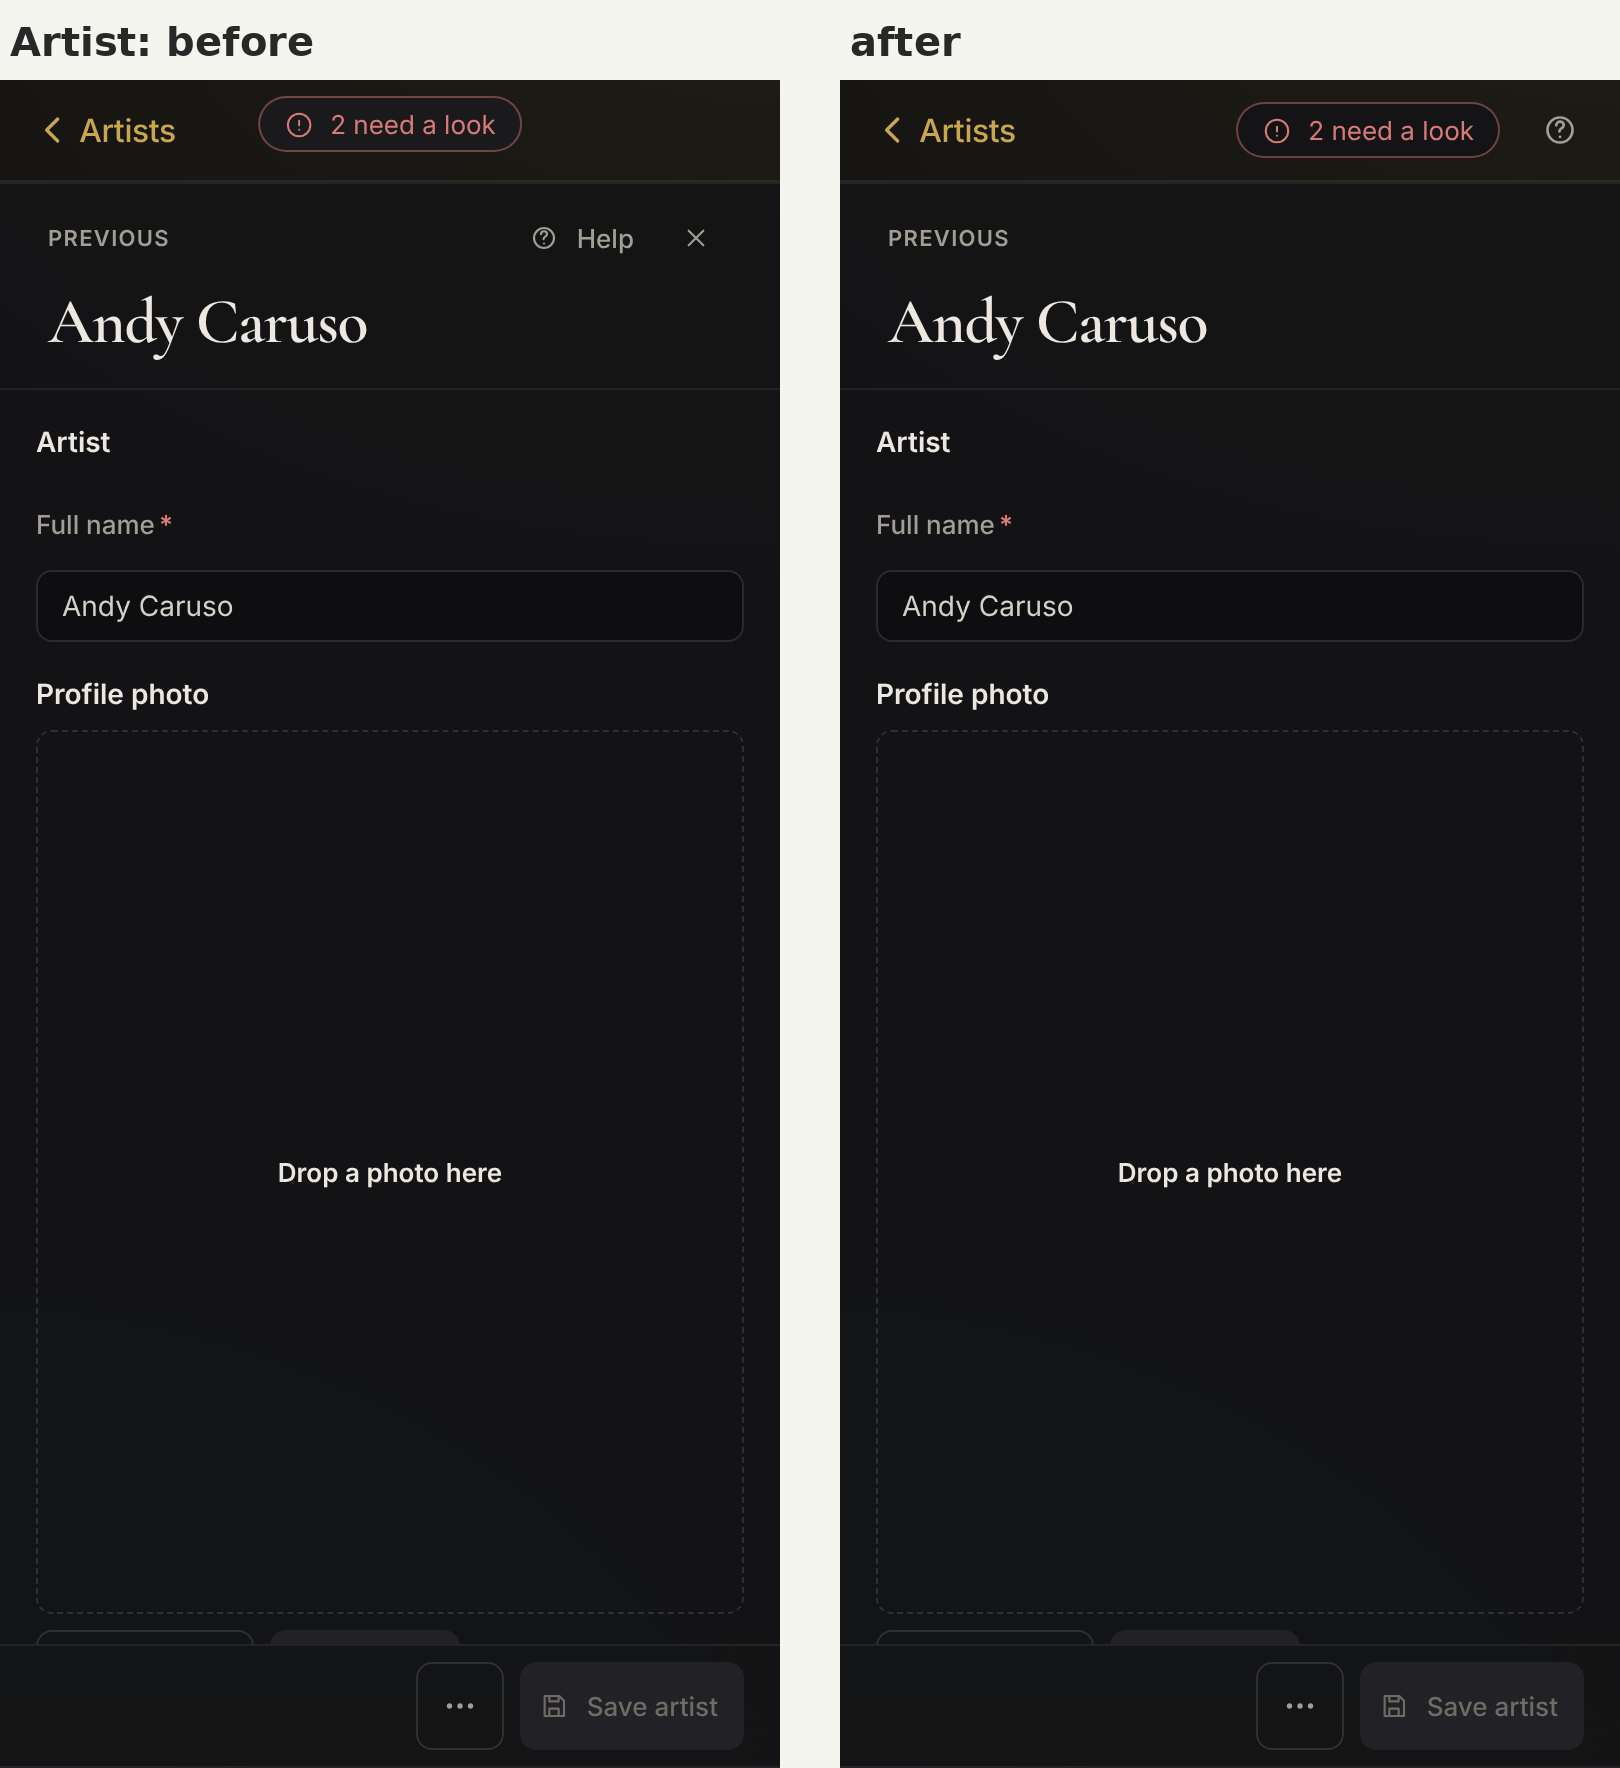 Artist: before
Artists
2 need a look
PREVIOUS
Help
Andy Caruso
Artist
Full name *
Andy Caruso
Profile photo
Drop a photo here
Save artist
after
Artists
2 need a look
PREVIOUS
Andy Caruso
Artist
Full name *
Andy Caruso
Profile photo
Drop a photo here
Save artist